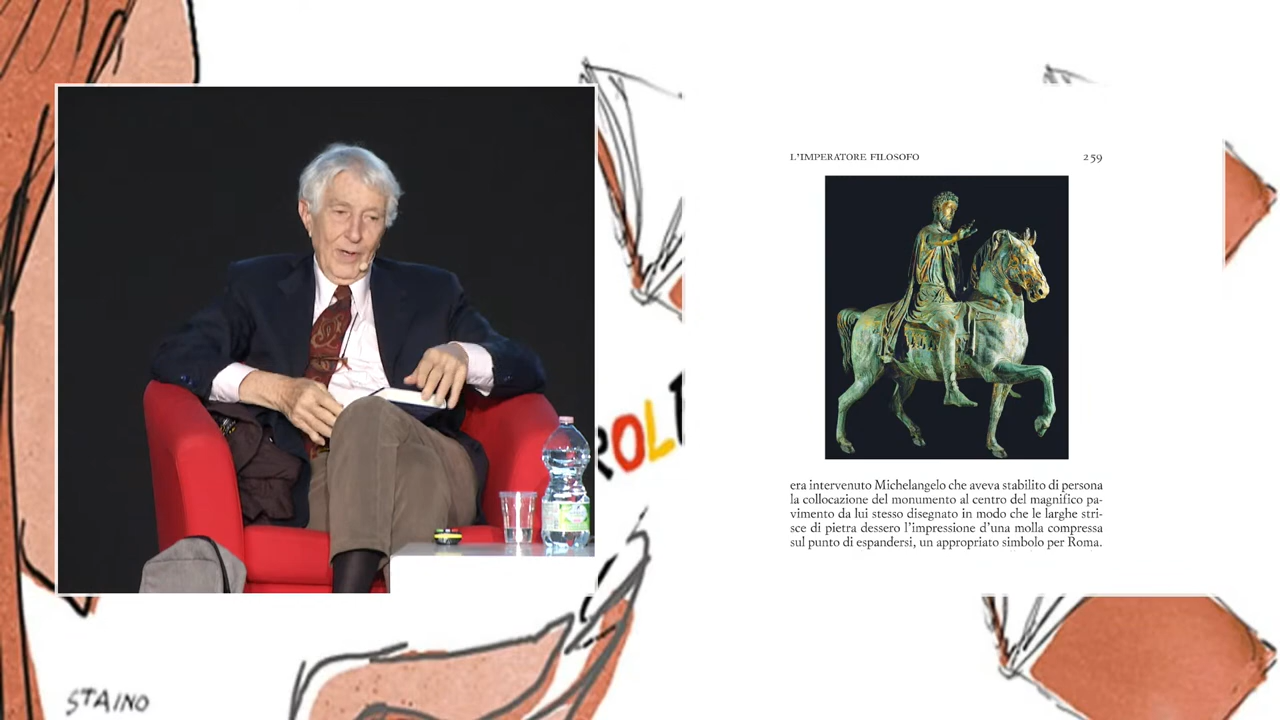 L'IMPERATORE FILOSOFO 259
era intervenuto Michelangelo che aveva stabilito di persona
la collocazione del monumento al centro del magnifico pa-
vimento da lui stesso disegnato in modo che le larghe stri-
sce di pietra dessero l'impressione d'una molla compressa
sul punto di espandersi, un appropriato simbolo per Roma.
ROLI
STAINO